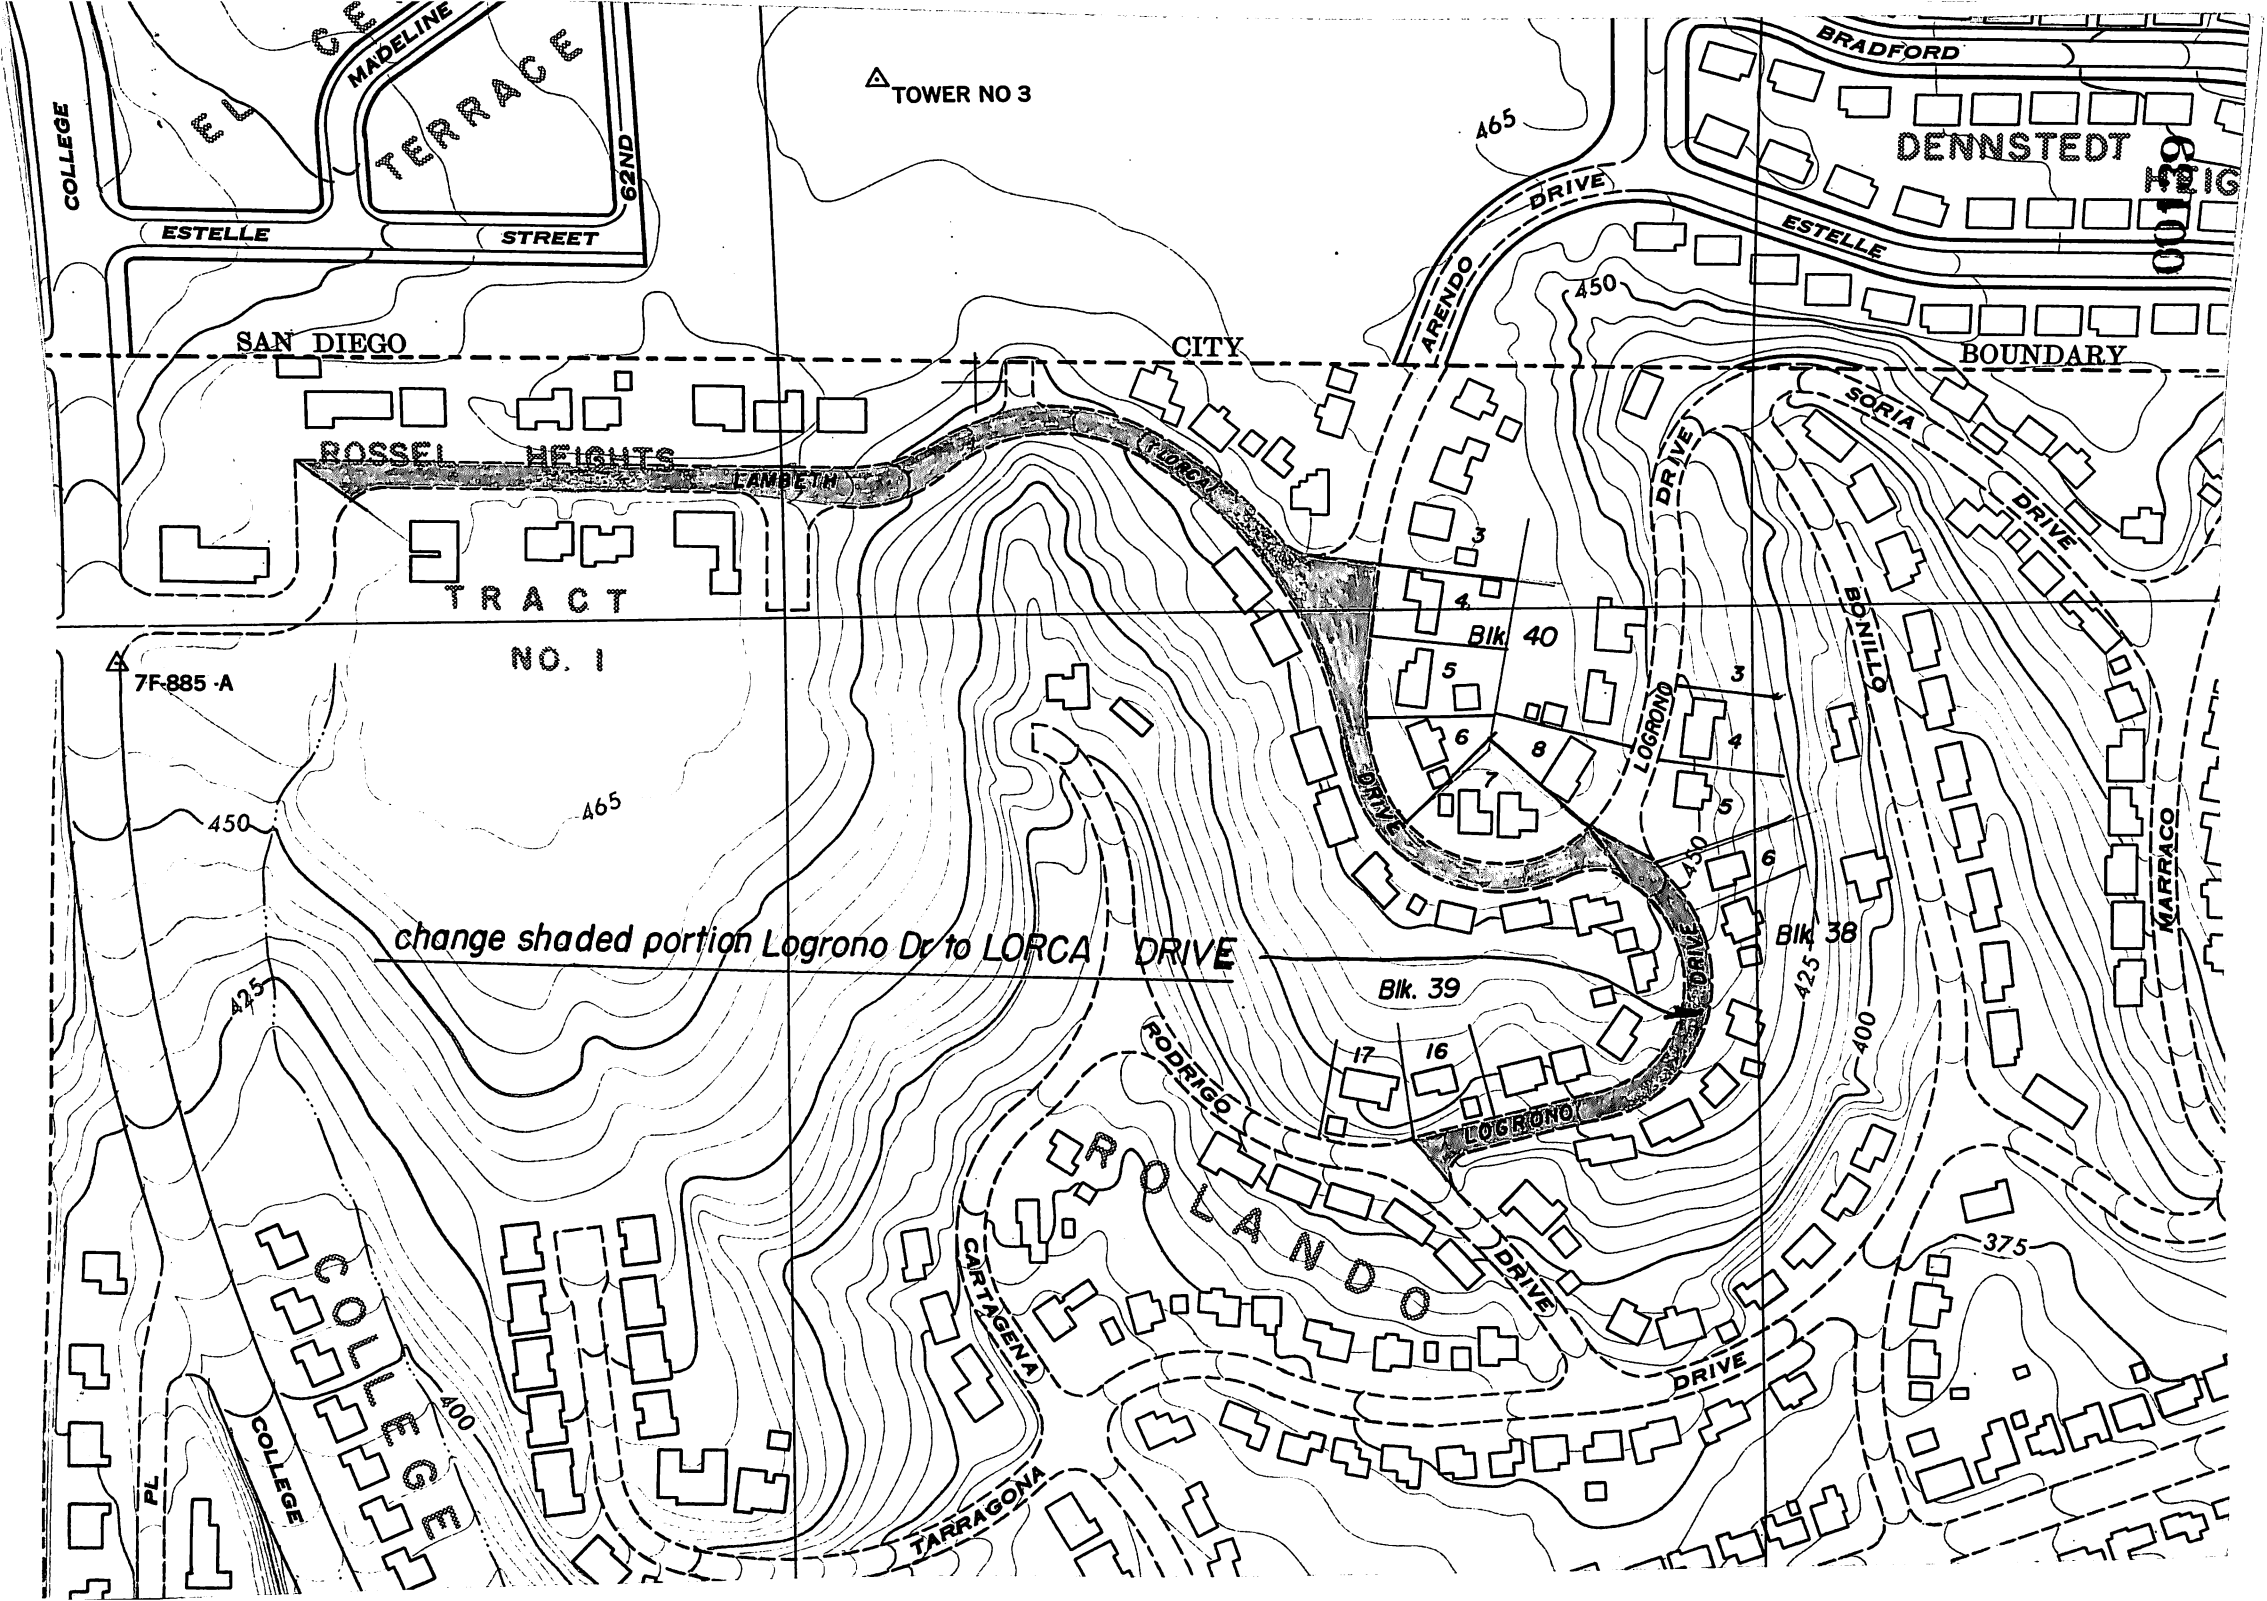 CE
MADELINE
EL
TERRACE
COLLEGE
62ND
TOWER NO 3
465
BRADFORD
DENNSTEDT
HEIG
00139
ESTELLE
STREET
DRIVE
ESTELLE
ARENDO
450
SAN DIEGO
CITY
BOUNDARY
SORIA
DRIVE
DRIVE
ROSSEL HEIGHTS
LAMBETH
LORCA
3
TRACT
NO. 1
4
Blk. 40
BONILLO
7F-885-A
5
3
LOGRONO
6
8
4
7
DRIVE
5
465
450
MARRACO
450
6
change shaded portion Logrono Dr to LORCA DRIVE
DRIVE
Blk 38
425
Blk. 39
425
400
RODRIGO
17
16
LOGRONO
ROLANDO
CARTAGENA
DRIVE
375
COLLEGE
DRIVE
400
COLLEGE
PL
TARRAGONA